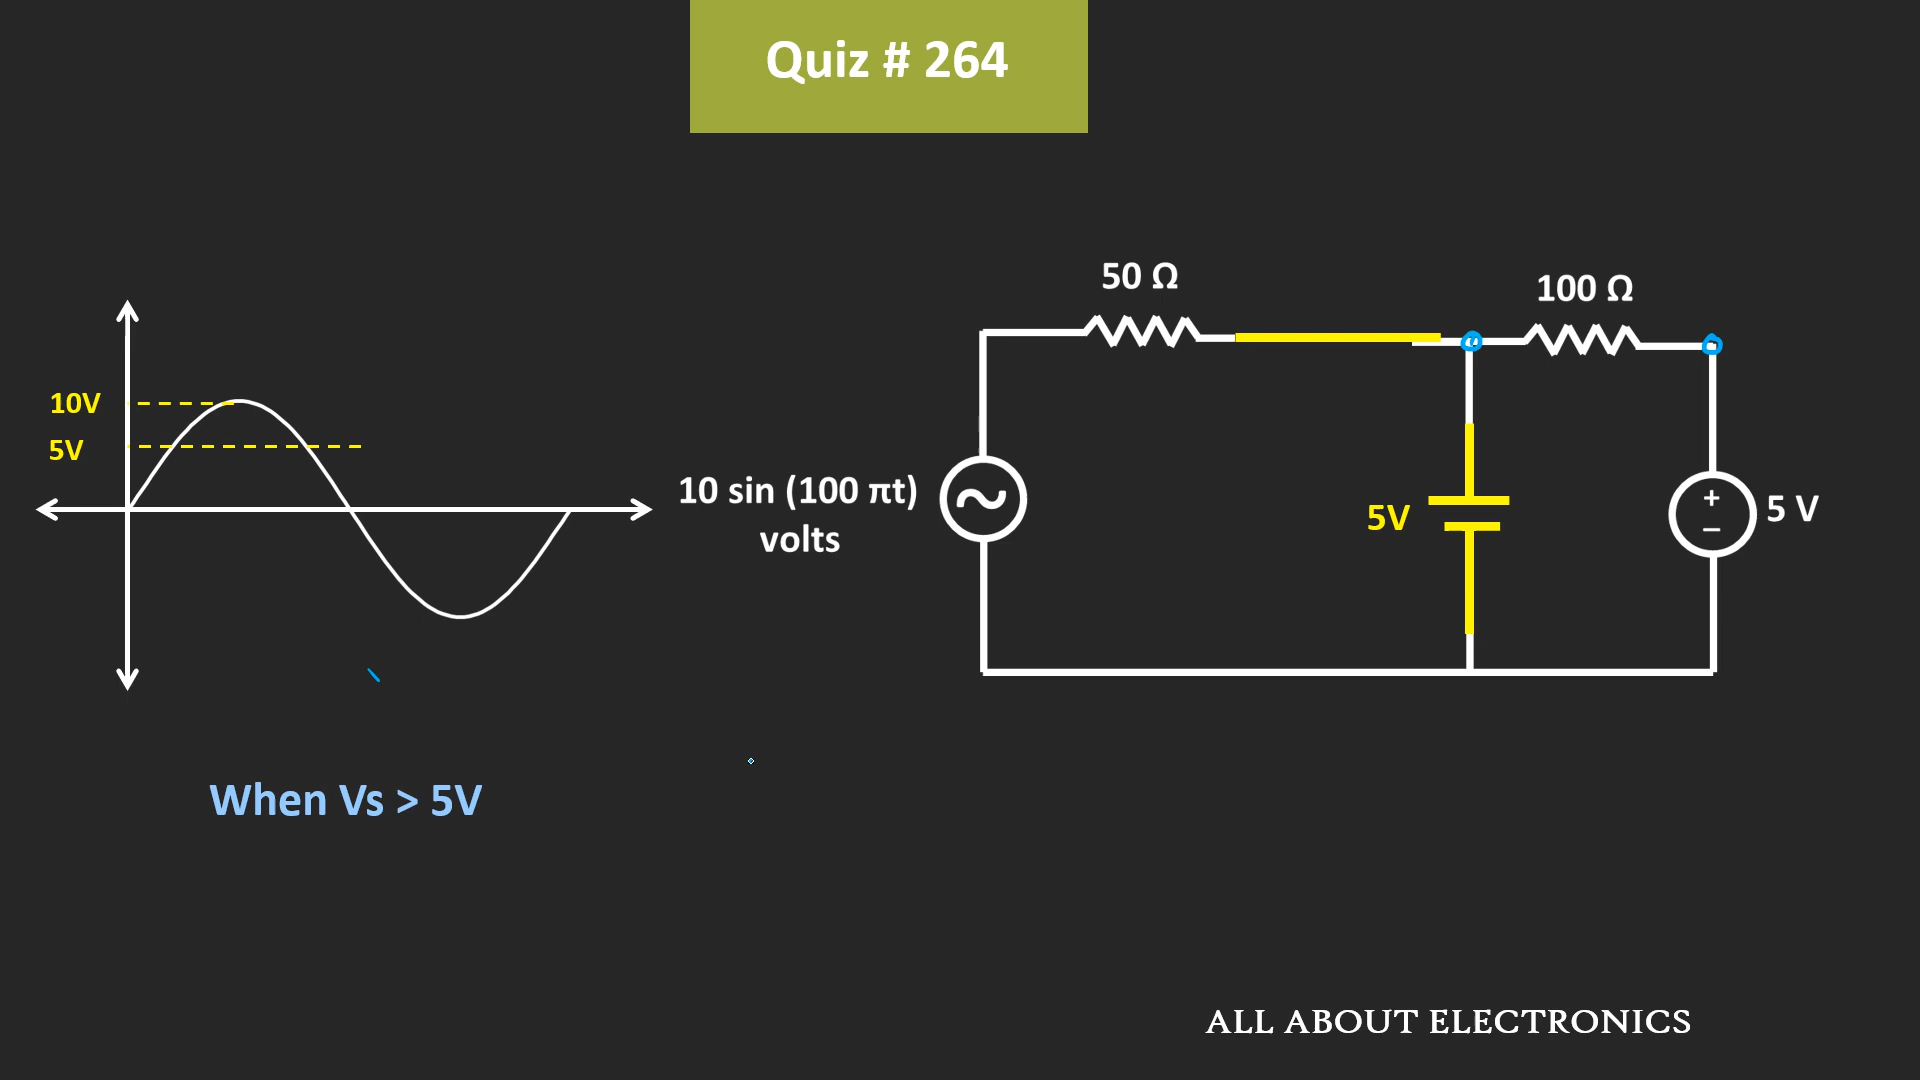 Quiz # 264
50 Ω
100 Ω
10V
5V
10 sin (100 πt)
volts
5V
+
−
5 V
When Vs > 5V
ALL ABOUT ELECTRONICS